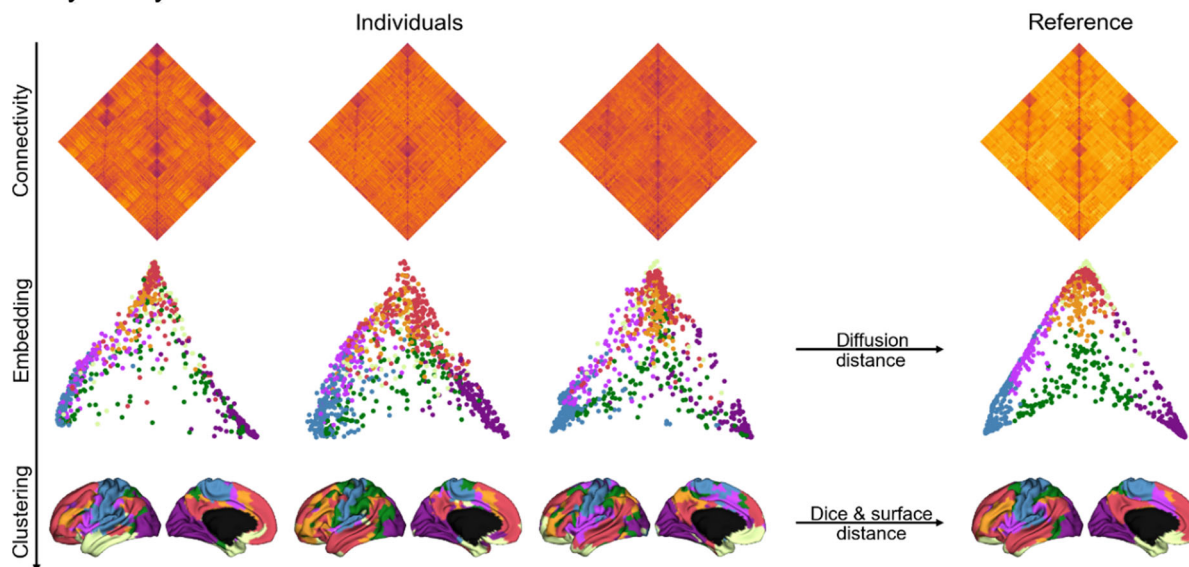 Individuals
Reference
Connectivity
Embedding
Diffusion
distance
Clustering
Dice & surface
distance